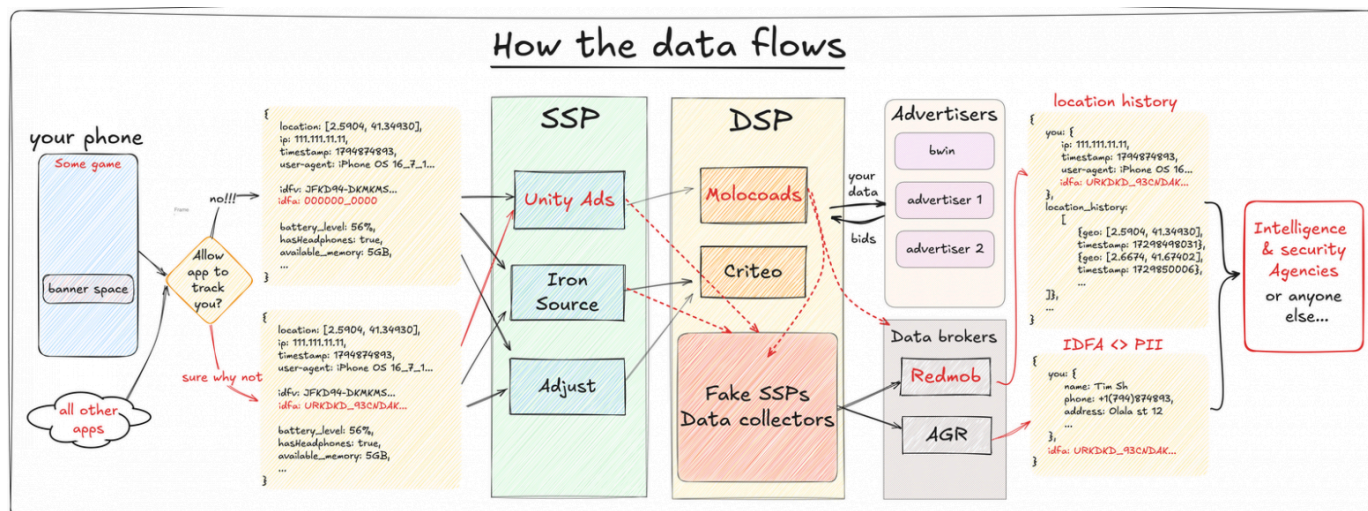 How the data flows
your phone
Some game
banner space
all other
apps
Frame
no!!!
Allow
app to
track
you?
sure why not
{
location: [2.5904, 41.34930],
ip: 111.111.11.11,
timestamp: 1794874893,
user-agent: iPhone OS 16_7_1...
idfv: JFKD94-DKMKMS...
idfa: 000000_0000
battery_level: 56%,
hasHeadphones: true,
available_memory: 5GB,
...
}
{
location: [2.5904, 41.34930],
ip: 111.111.11.11,
timestamp: 1794874893,
user-agent: iPhone OS 16_7_1...
idfv: JFKD94-DKMKMS...
idfa: URKDKD_93CNDAK...
battery_level: 56%,
hasHeadphones: true,
available_memory: 5GB,
...
}
SSP
Unity Ads
Iron
Source
Adjust
DSP
Molocoads
Criteo
Fake SSPs
Data collectors
your
data
bids
Advertisers
bwin
advertiser 1
advertiser 2
Data brokers
Redmob
AGR
location history
{
you: {
ip: 111.111.11.11,
timestamp: 1794874893,
user-agent: iPhone OS 16...
idfa: URKDKD_93CNDAK...
},
location_history:
[
{geo: [2.5904, 41.34930],
timestamp: 17298498031},
{geo: [2.6674, 41.67402],
timestamp: 1729850006},
...
]},
...
}
IDFA <> PII
{
you: {
name: Tim Sh
phone: +1(794)874893,
address: Olala st 12
...
},
idfa: URKDKD_93CNDAK...
}
Intelligence
& security
Agencies
or anyone
else...